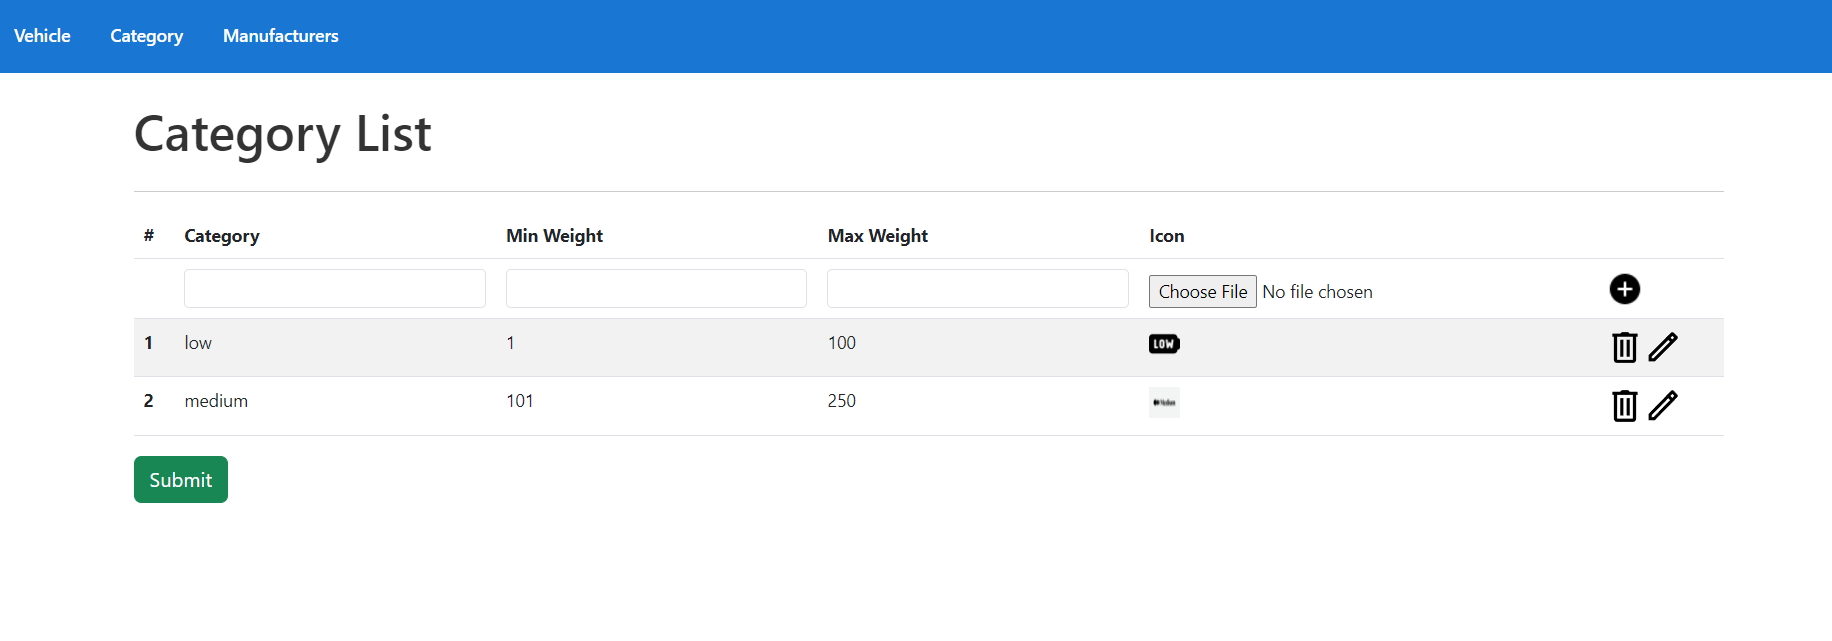 Vehicle Category Manufacturers
Category List
# Category Min Weight Max Weight Icon
Choose File No file chosen
1 low 1 100 LOW
2 medium 101 250
Submit